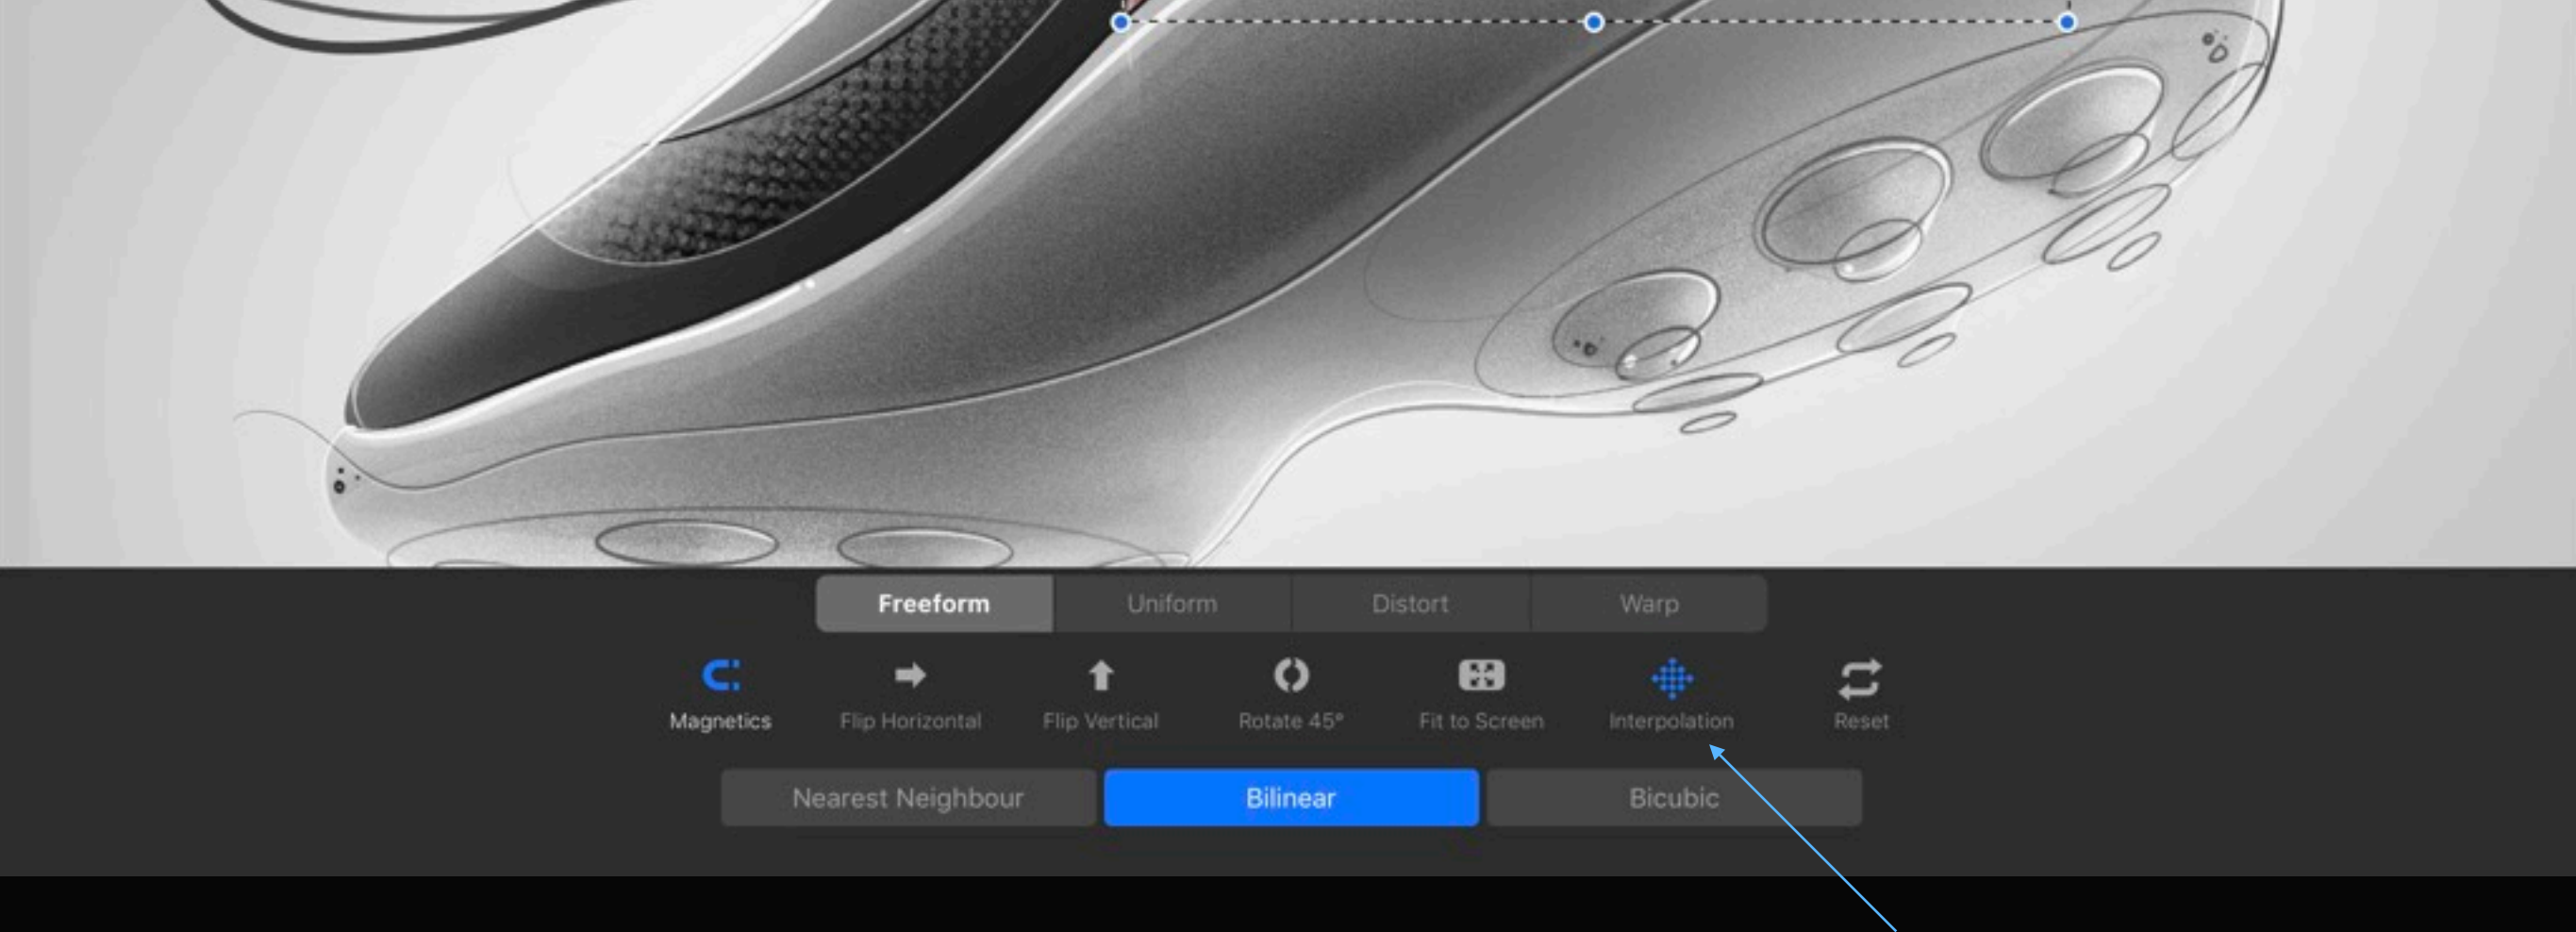 Freeform Uniform Distort Warp
Magnetics Flip Horizontal Flip Vertical Rotate 45° Fit to Screen Interpolation Reset
Nearest Neighbour Bilinear Bicubic